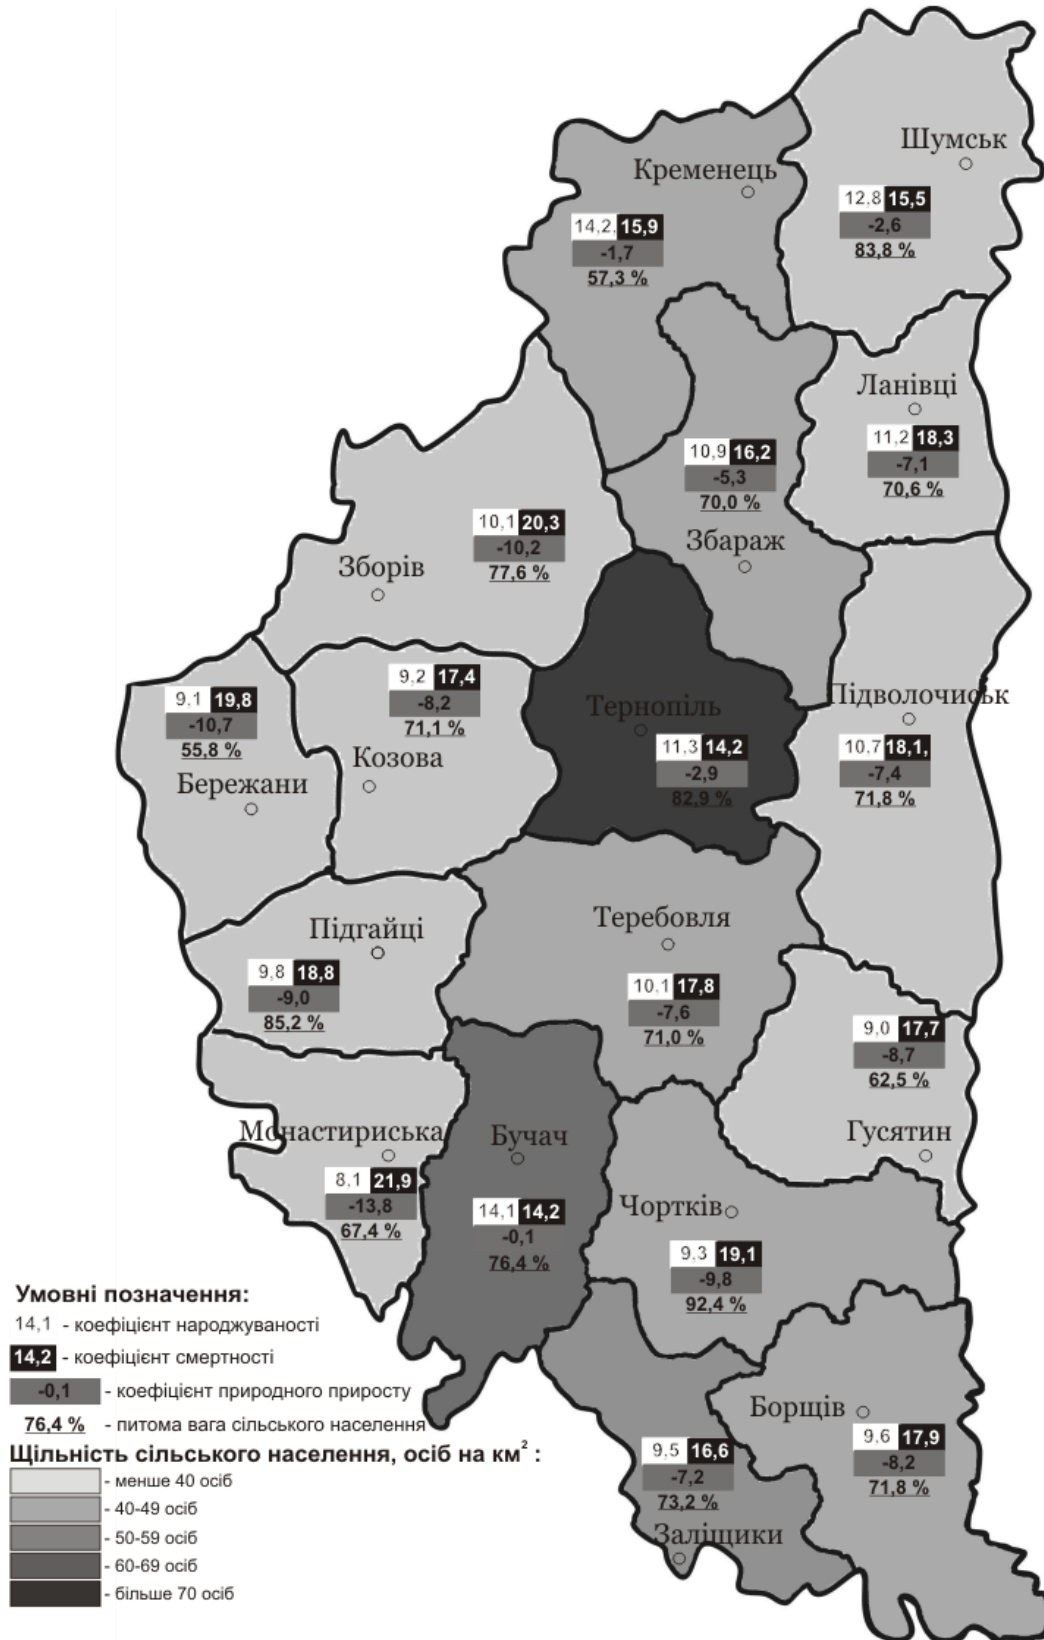 Шумськ
12,8 15,5
-2,6
83,8 %
Кременець
14,2, 15,9
-1,7
57,3 %
Ланівці
11,2 18,3
-7,1
70,6 %
10,9 16,2
-5,3
70,0 %
Збараж
10,1 20,3
-10,2
77,6 %
Зборів
9,1 19,8
-10,7
55,8 %
Бережани
9,2 17,4
-8,2
71,1 %
Козова
Тернопіль
11,3 14,2
-2,9
82,9 %
Підволочиськ
10,7 18,1,
-7,4
71,8 %
Підгайці
9,8 18,8
-9,0
85,2 %
Теребовля
10,1 17,8
-7,6
71,0 %
9,0 17,7
-8,7
62,5 %
Гусятин
Монастириська
8,1 21,9
-13,8
67,4 %
Бучач
14,1 14,2
-0,1
76,4 %
Чортків
9,3 19,1
-9,8
92,4 %
Борщів
9,6 17,9
-8,2
71,8 %
9,5 16,6
-7,2
73,2 %
Заліщики
Умовні позначення:
14,1 - коефіцієнт народжуваності
14,2 - коефіцієнт смертності
-0,1 - коефіцієнт природного приросту
76,4 % - питома вага сільського населення
Щільність сільського населення, осіб на км² :
- менше 40 осіб
- 40-49 осіб
- 50-59 осіб
- 60-69 осіб
- більше 70 осіб